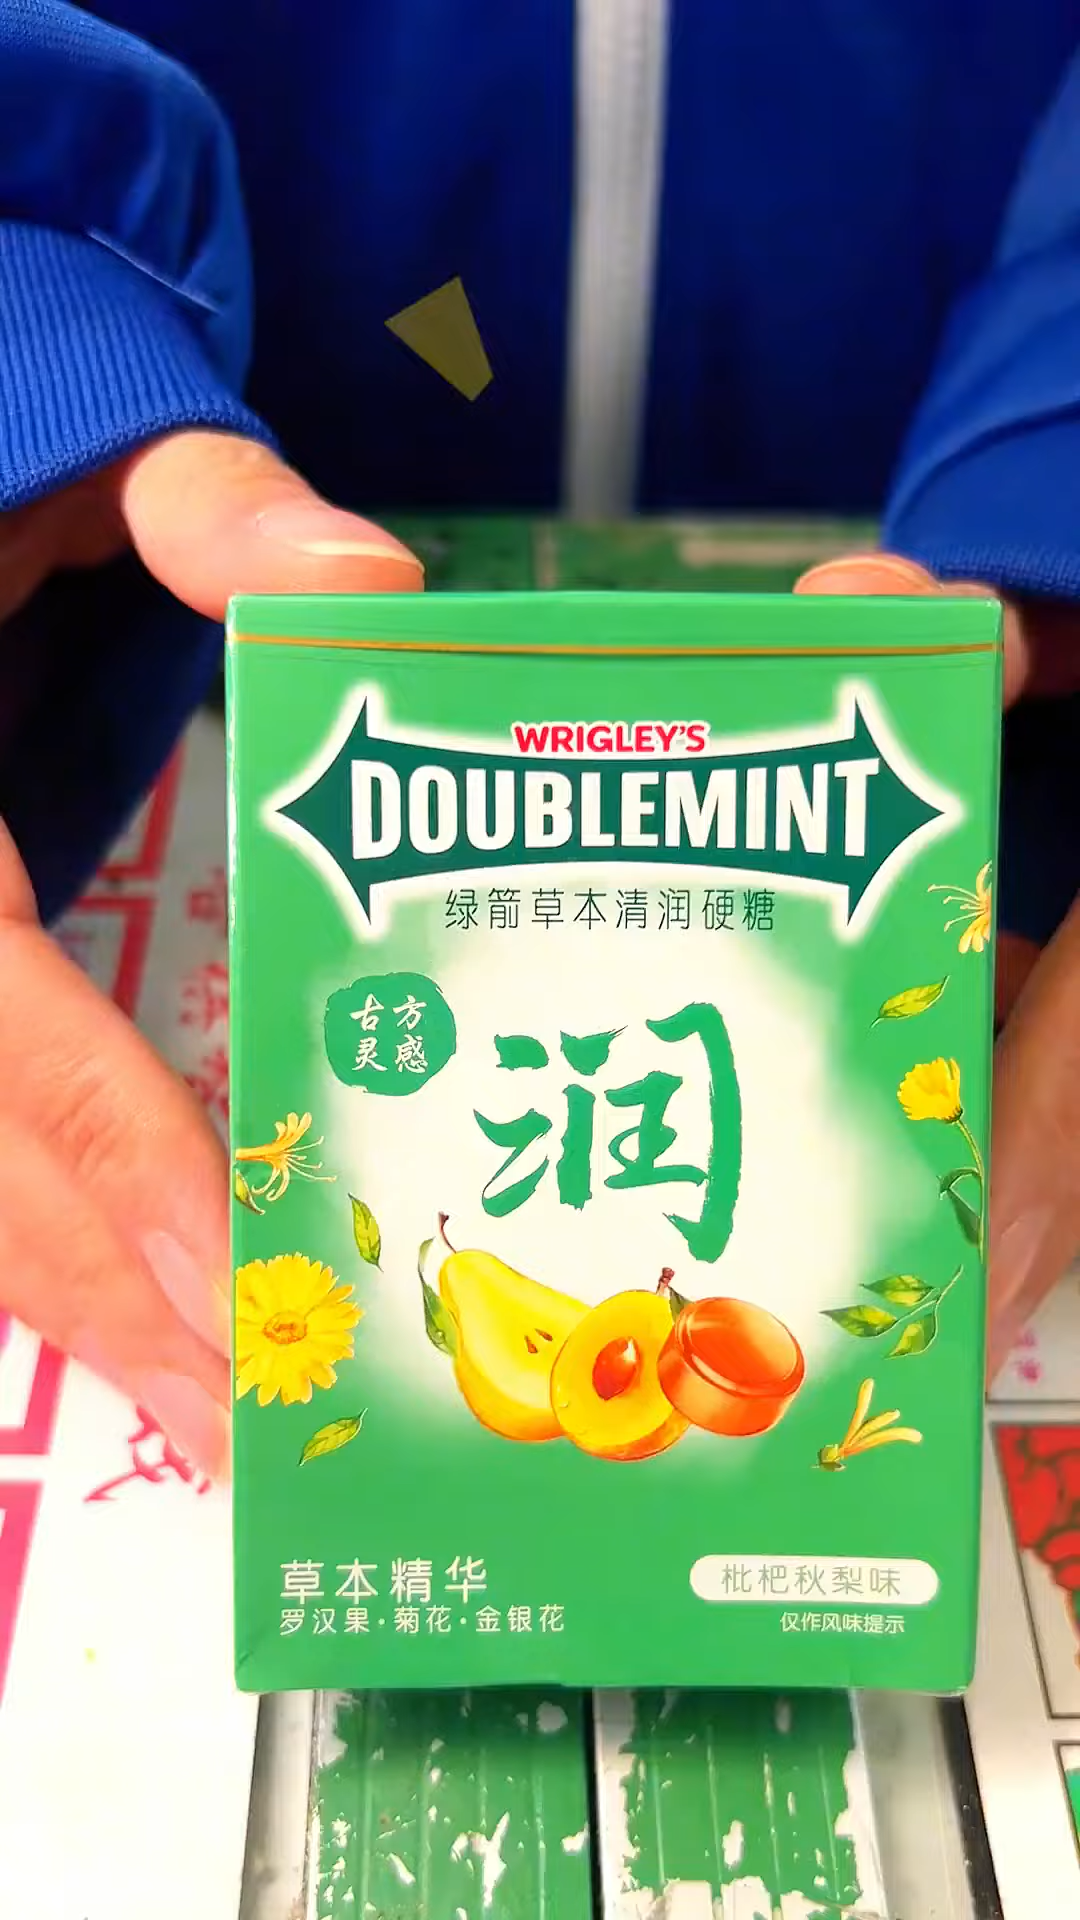 WRIGLEY'S
DOUBLEMINT
绿箭草本清润硬糖
古方
灵感
润
草本精华
罗汉果·菊花·金银花
枇杷秋梨味
仅作风味提示